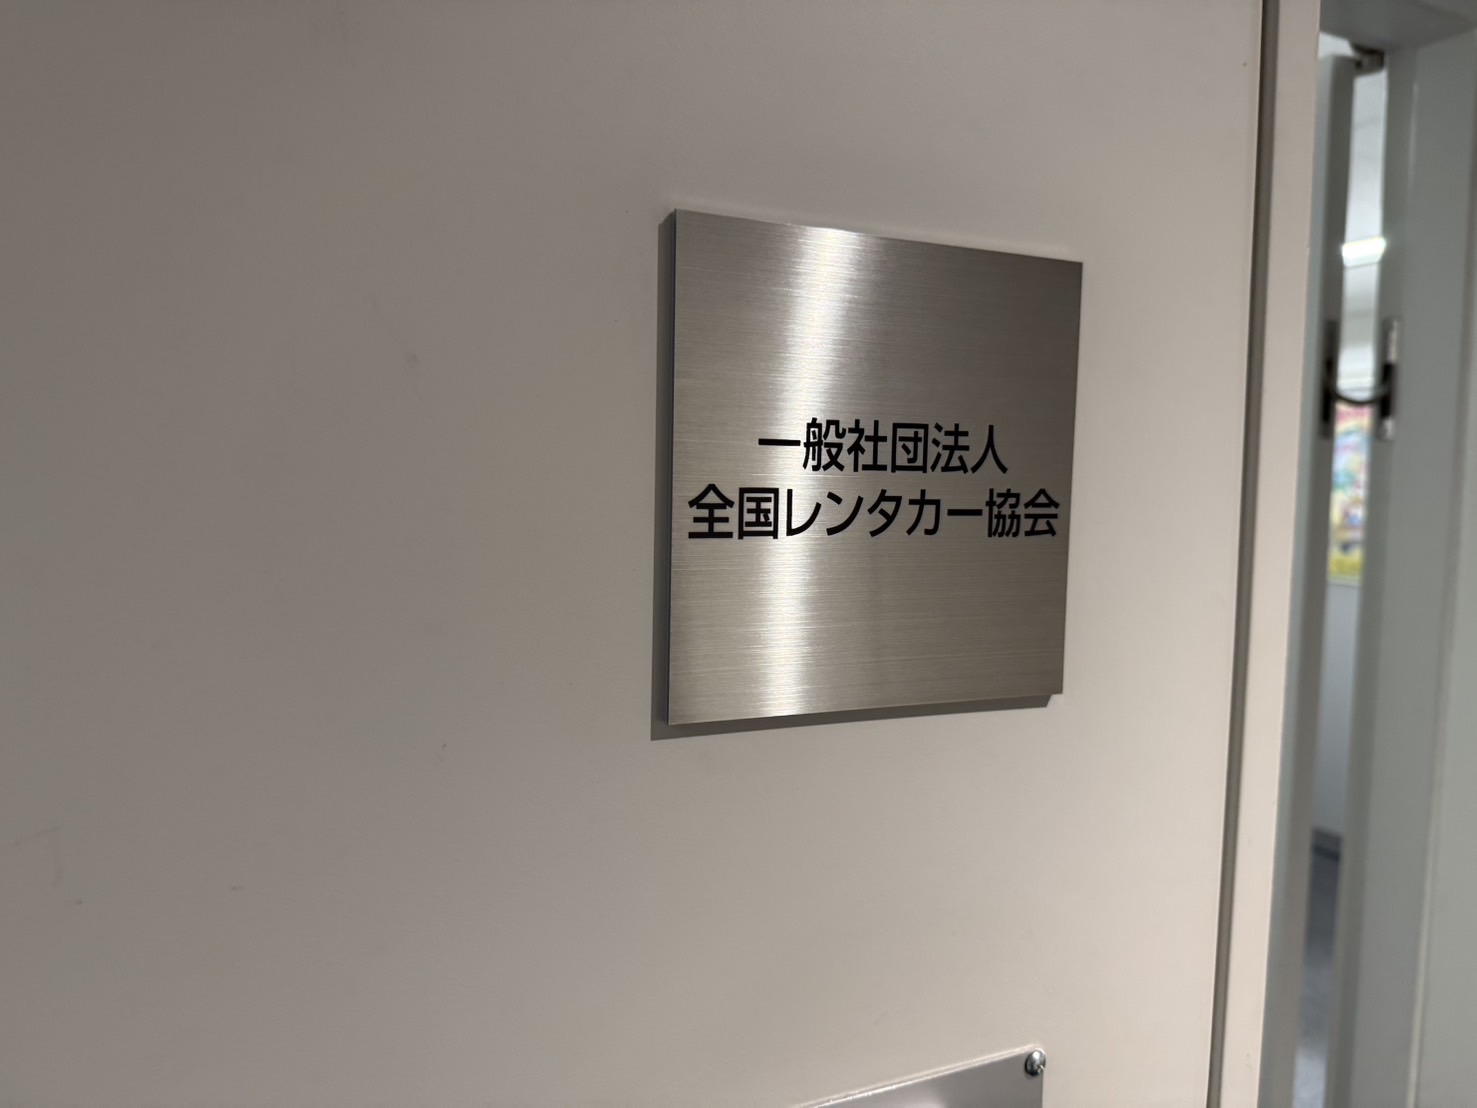 一般社団法人
全国レンタカー協会